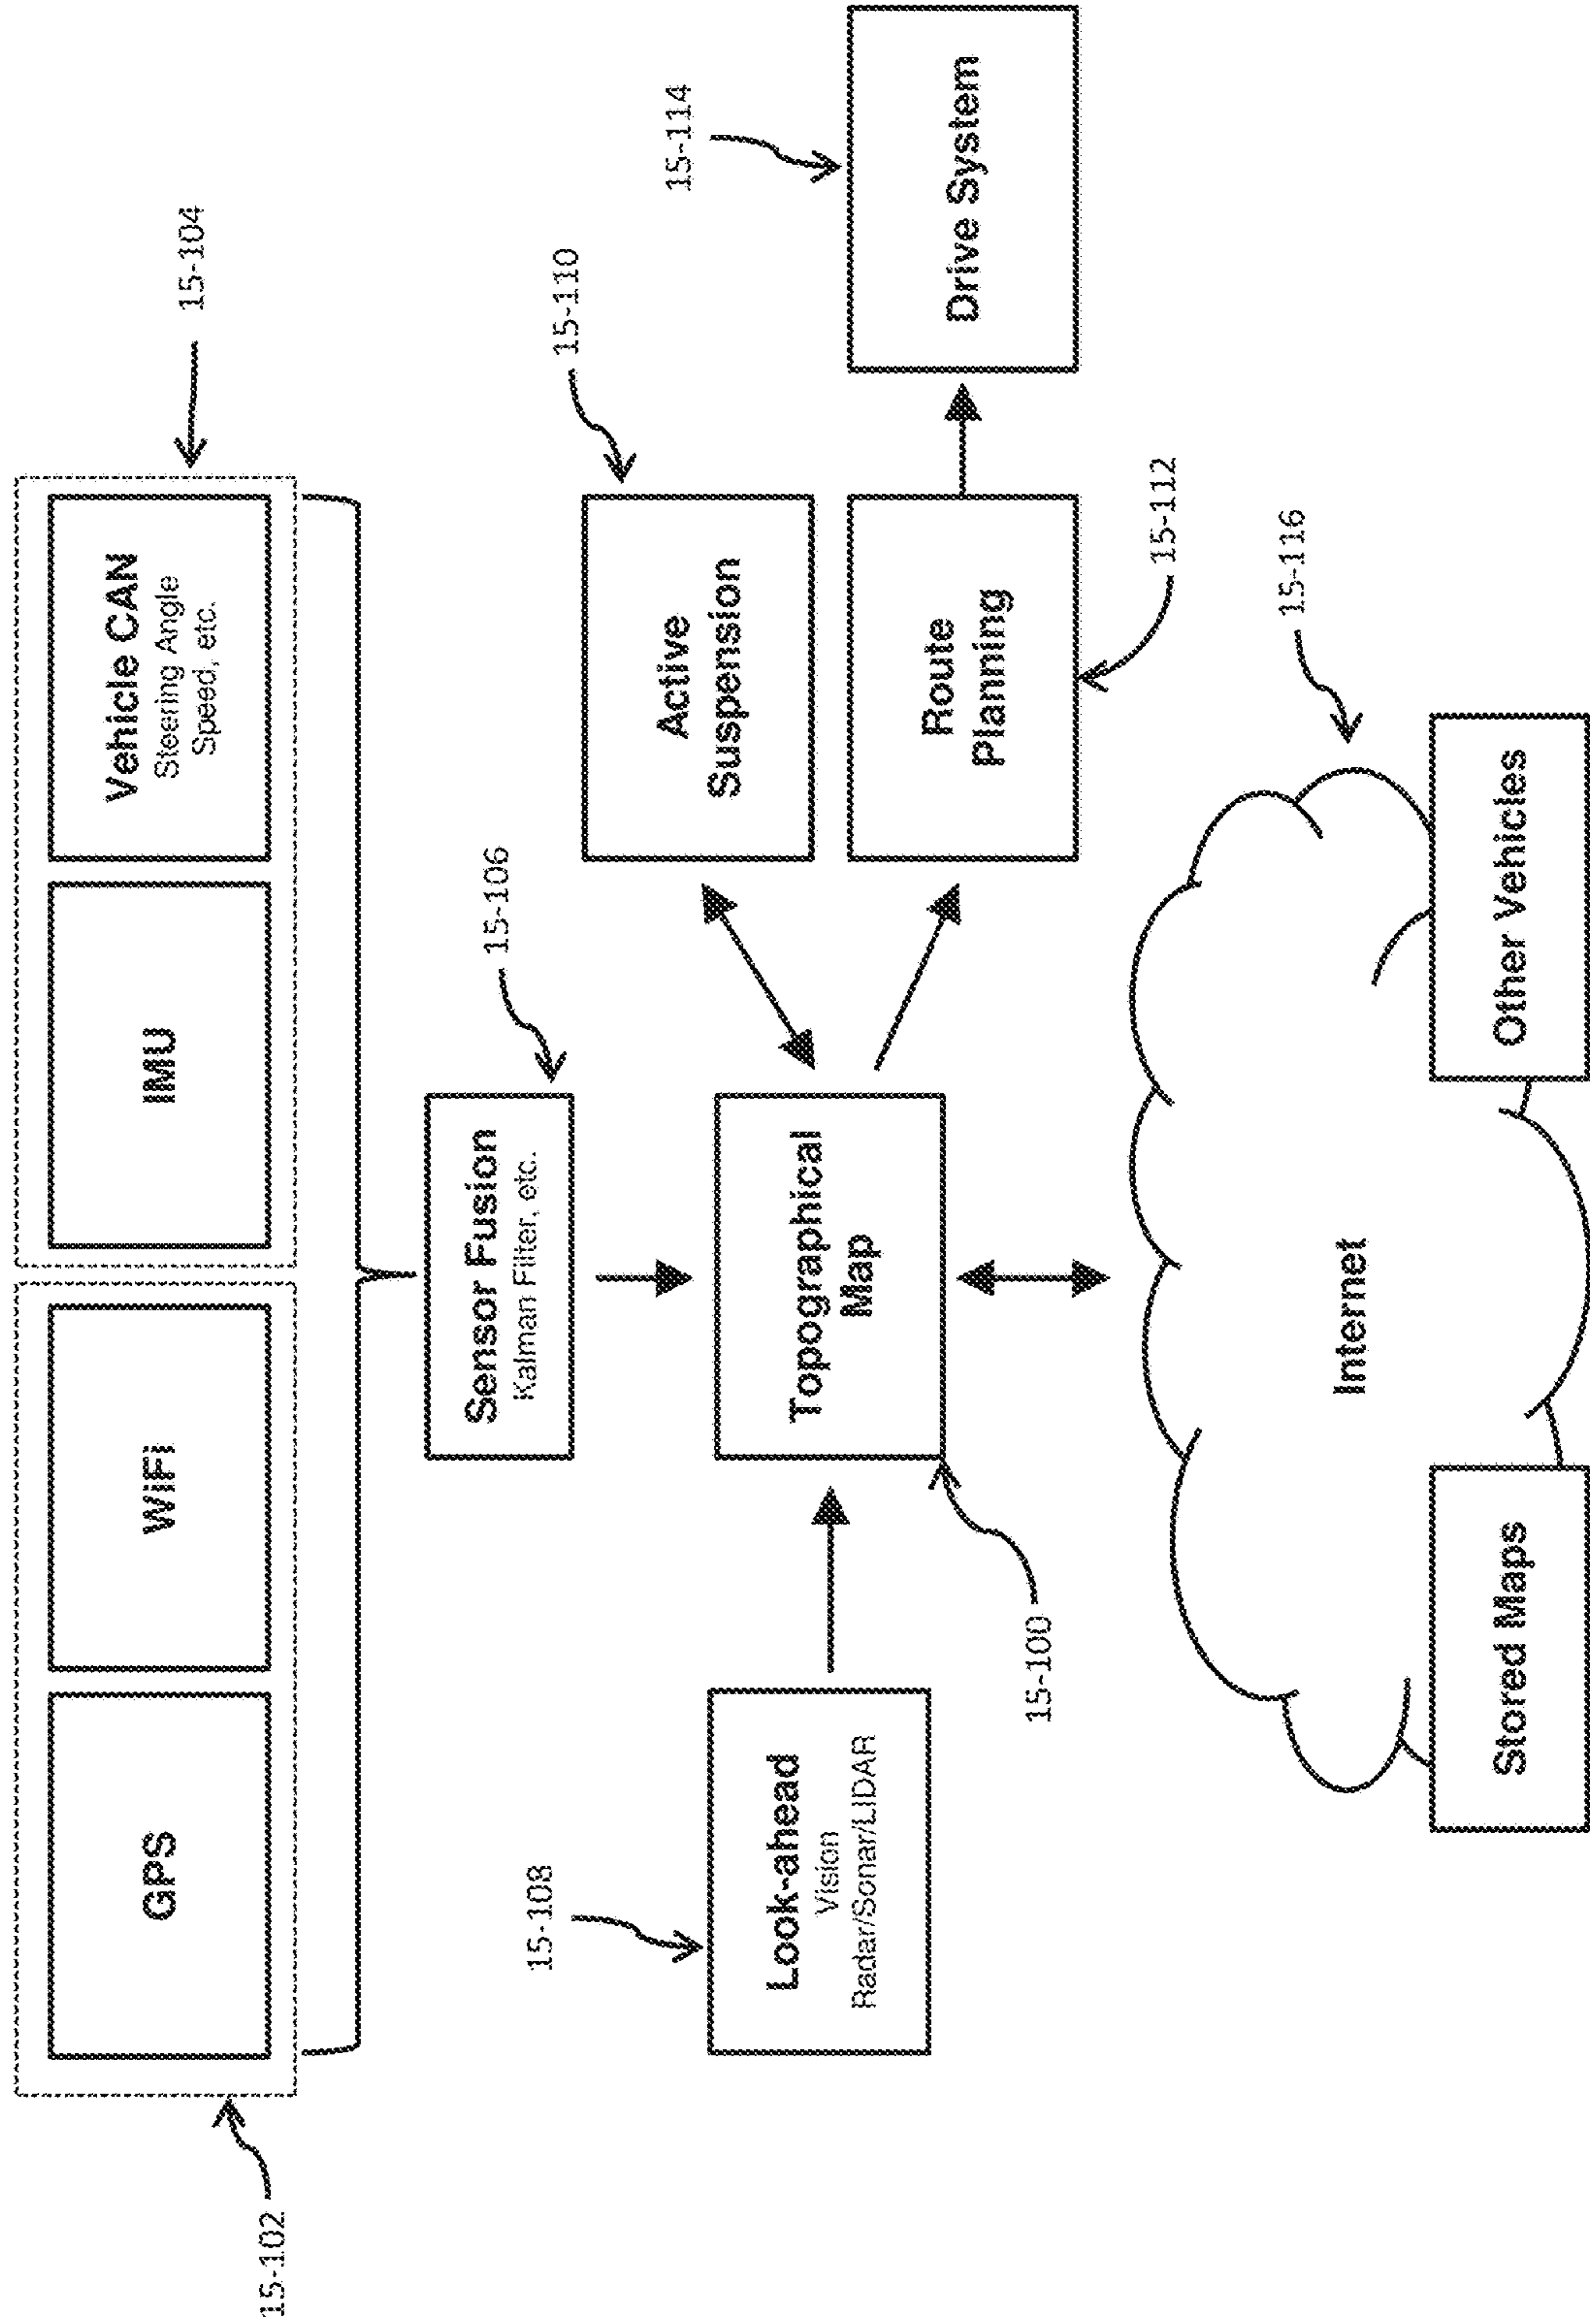 15-102
GPS
WiFi
IMU
Vehicle CAN
Steering Angle
Speed, etc.
15-104
Sensor Fusion
Kalman Filter, etc.
15-106
15-108
Look-ahead
Vision
Radar/Sonar/LIDAR
Topographical
Map
15-100
Active
Suspension
15-110
Route
Planning
15-112
Drive System
15-114
Internet
15-116
Stored Maps
Other Vehicles